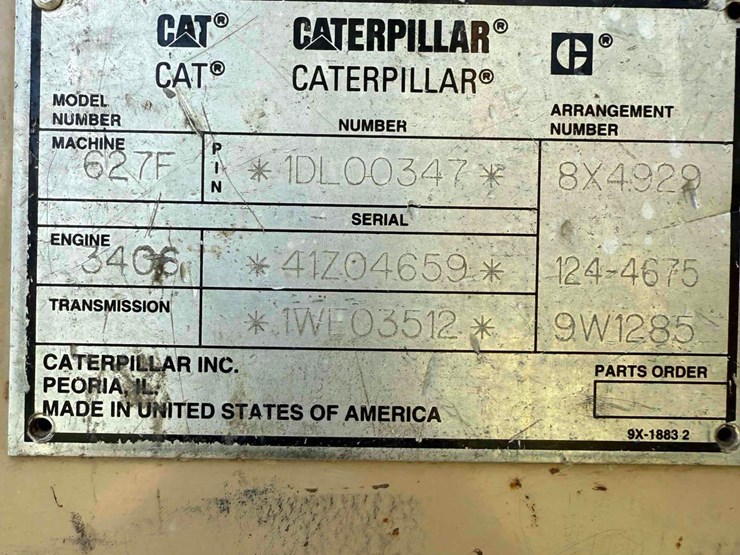 CAT® CATERPILLAR® ®
CAT® CATERPILLAR®
MODEL NUMBER NUMBER ARRANGEMENT NUMBER
MACHINE 627F PIN *1DL00347* 8X4929
SERIAL
ENGINE 3406 *41Z04659* 124-4675
TRANSMISSION *1WE03512* 9W1285
CATERPILLAR INC.
PEORIA, IL.
MADE IN UNITED STATES OF AMERICA
PARTS ORDER
9X-1883 2